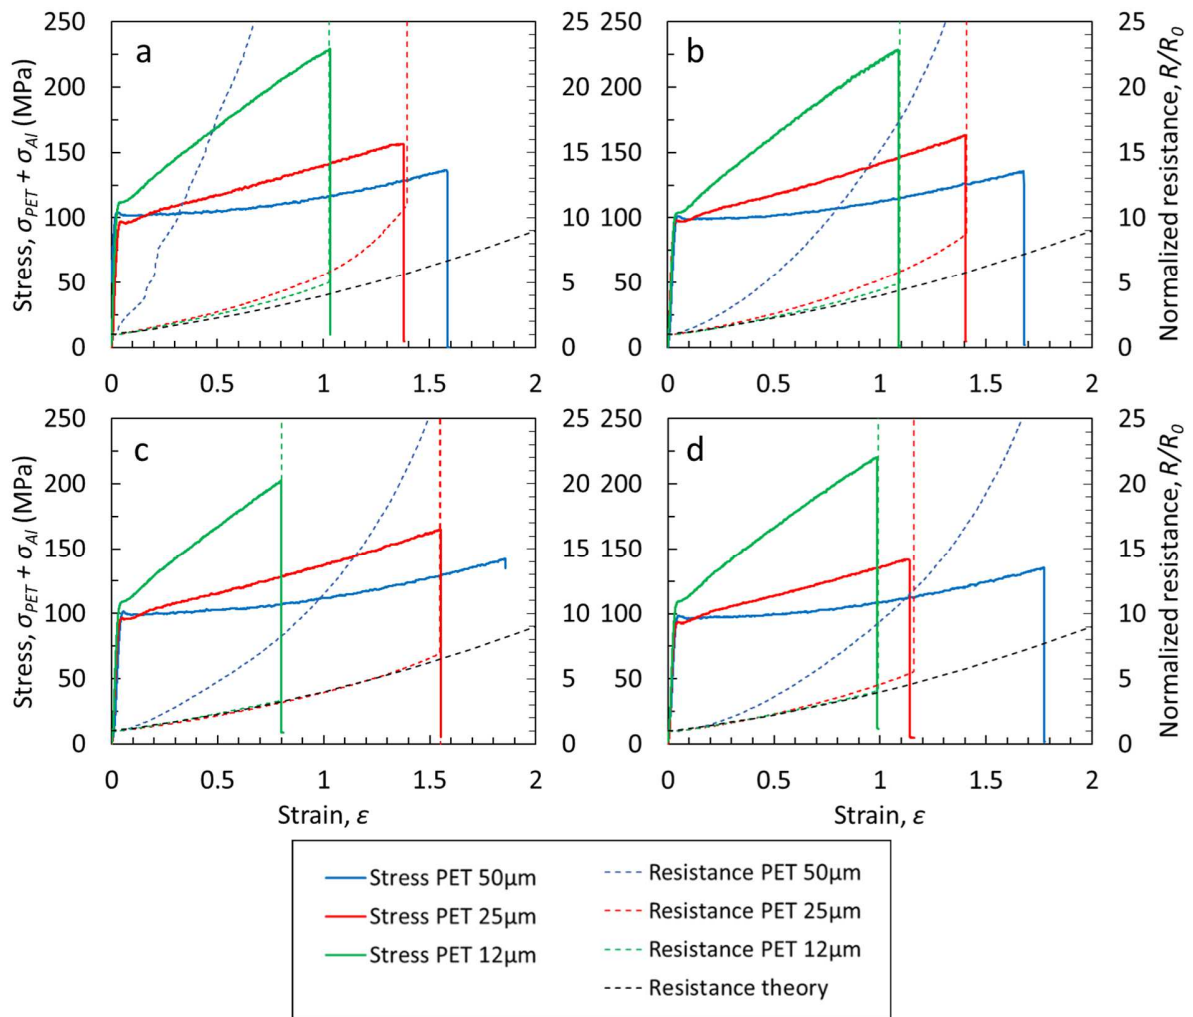 a
b
250
200
150
100
50
0
Stress, σPET + σAl (MPa)
25
20
15
10
5
0
250
200
150
100
50
0
25
20
15
10
5
0
Normalized resistance, R/R0
0 0.5 1 1.5 2
0 0.5 1 1.5 2
c
d
250
200
150
100
50
0
Stress, σPET + σAl (MPa)
25
20
15
10
5
0
250
200
150
100
50
0
25
20
15
10
5
0
Normalized resistance, R/R0
0 0.5 1 1.5 2
0 0.5 1 1.5 2
Strain, ε
Strain, ε
Stress PET 50μm
Stress PET 25μm
Stress PET 12μm
Resistance PET 50μm
Resistance PET 25μm
Resistance PET 12μm
Resistance theory